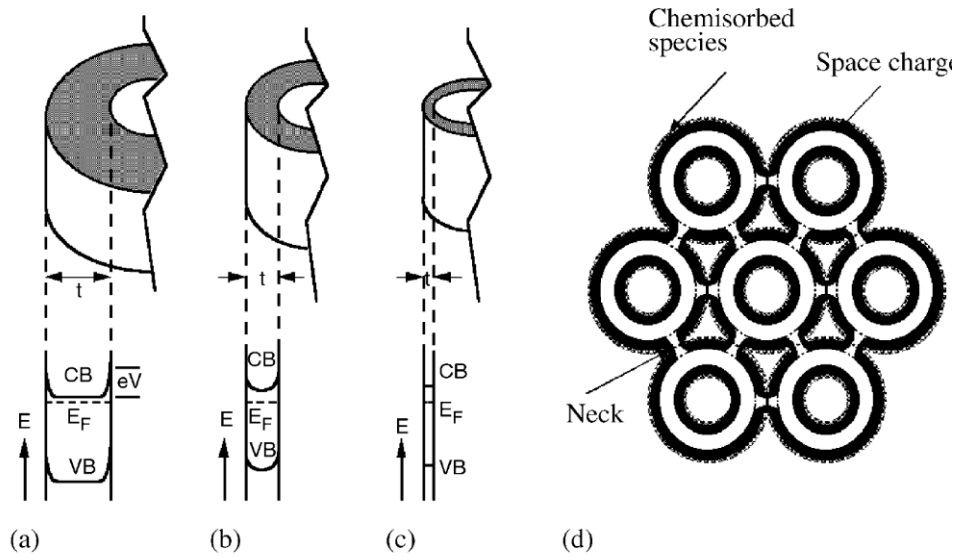 Chemisorbed
species
Space charge
t
t
t
CB
eV
E_F
E
VB
CB
E_F
E
VB
CB
E_F
E
VB
Neck
(a)
(b)
(c)
(d)